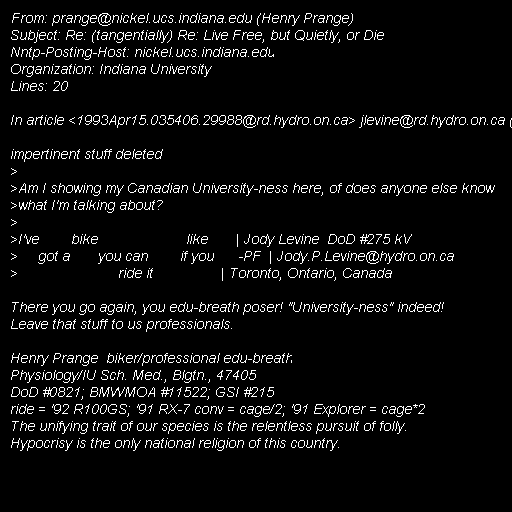 From: prange@nickel.ucs.indiana.edu (Henry Prange)
Subject: Re: (tangentially) Re: Live Free, but Quietly, or Die
Nntp-Posting-Host: nickel.ucs.indiana.edu
Organization: Indiana University
Lines: 20

In article <1993Apr15.035406.29988@rd.hydro.on.ca> jlevine@rd.hydro.on.ca (

impertinent stuff deleted
>
>Am I showing my Canadian University-ness here, of does anyone else know
>what I'm talking about?
>
>I've        bike                      like       | Jody Levine  DoD #275 kV
>     got a       you can        if you      -PF  | Jody.P.Levine@hydro.on.ca
>                         ride it                 | Toronto, Ontario, Canada

There you go again, you edu-breath poser! "University-ness" indeed!
Leave that stuff to us professionals.

Henry Prange  biker/professional edu-breath
Physiology/IU Sch. Med., Blgtn., 47405
DoD #0821; BMWMOA #11522; GSI #215
ride = '92 R100GS; '91 RX-7 conv = cage/2; '91 Explorer = cage*2
The unifying trait of our species is the relentless pursuit of folly.
Hypocrisy is the only national religion of this country.